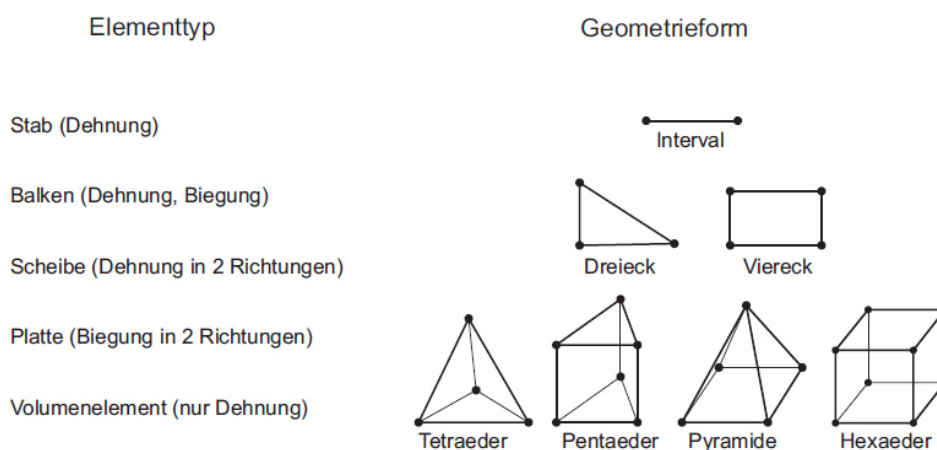 Elementtyp
Geometrieform
Stab (Dehnung)
Interval
Balken (Dehnung, Biegung)
Dreieck
Viereck
Scheibe (Dehnung in 2 Richtungen)
Platte (Biegung in 2 Richtungen)
Volumenelement (nur Dehnung)
Tetraeder
Pentaeder
Pyramide
Hexaeder